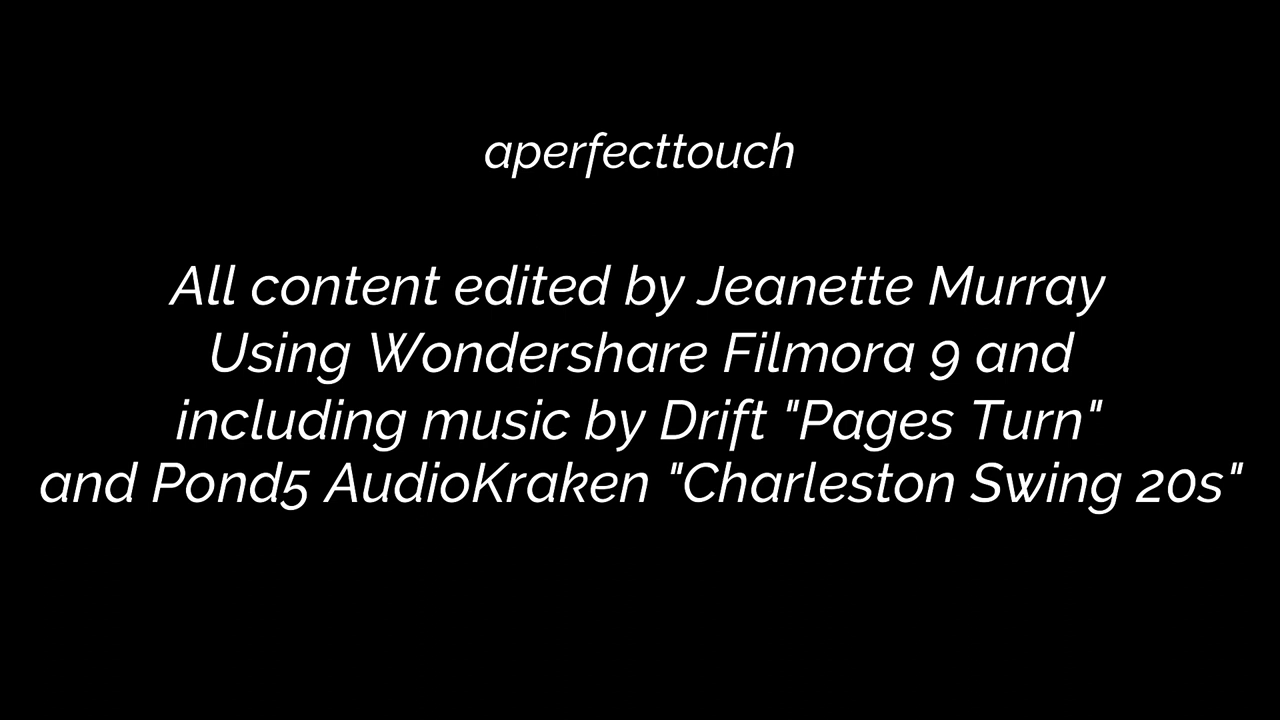 aperfecttouch
All content edited by Jeanette Murray
Using Wondershare Filmora 9 and
including music by Drift "Pages Turn"
and Pond5 AudioKraken "Charleston Swing 20s"